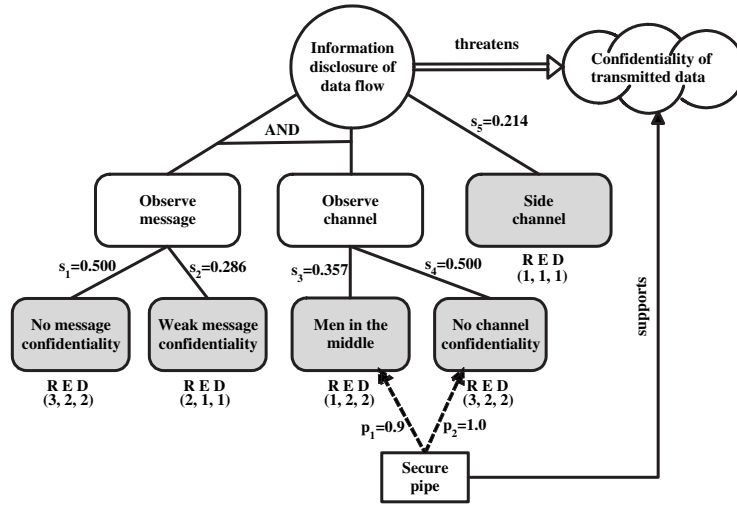 Information
disclosure of
data flow
threatens
Confidentiality of
transmitted data
AND
s5=0.214
Observe
message
Observe
channel
Side
channel
R E D
(1, 1, 1)
s1=0.500
s2=0.286
s3=0.357
s4=0.500
supports
No message
confidentiality
Weak message
confidentiality
Men in the
middle
No channel
confidentiality
R E D
(3, 2, 2)
R E D
(2, 1, 1)
R E D
(1, 2, 2)
R E D
(3, 2, 2)
p1=0.9
p2=1.0
Secure
pipe